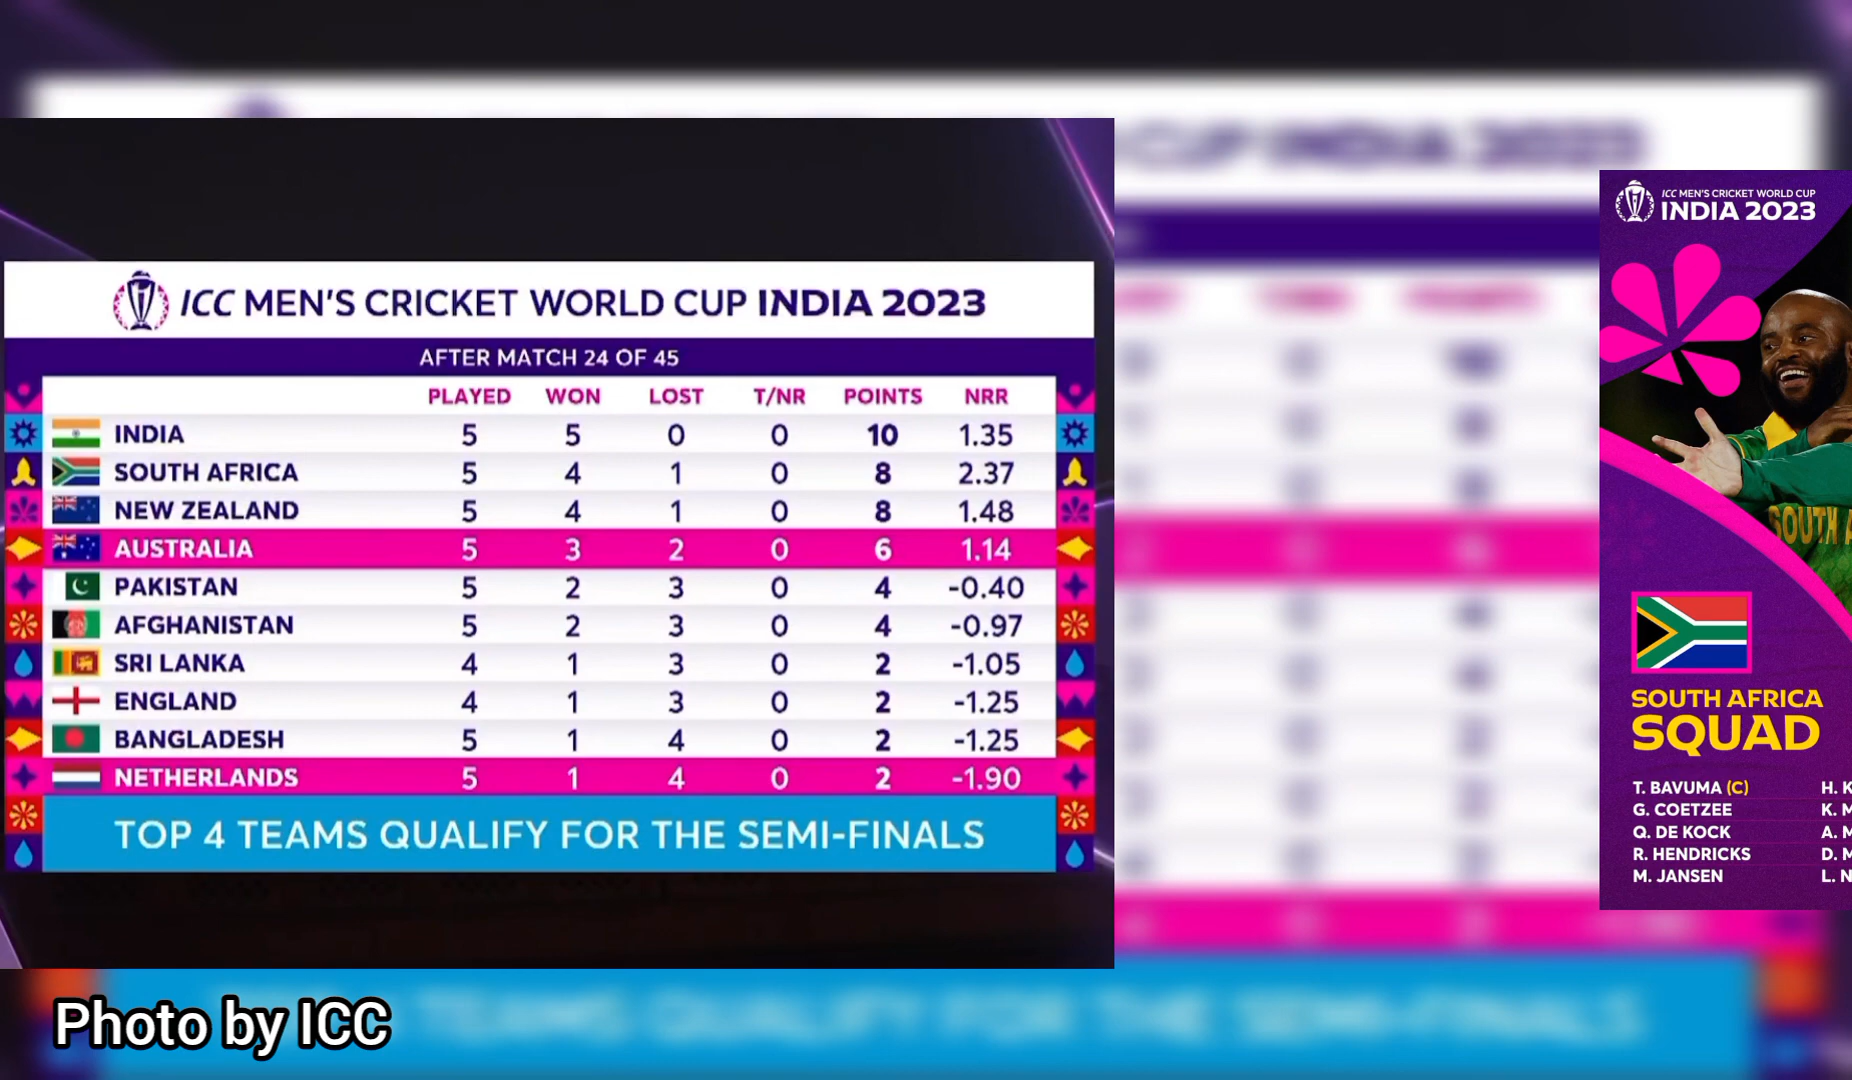 ICC MEN'S CRICKET WORLD CUP INDIA 2023
AFTER MATCH 24 OF 45
PLAYED WON LOST T/NR POINTS NRR
INDIA 5 5 0 0 10 1.35
SOUTH AFRICA 5 4 1 0 8 2.37
NEW ZEALAND 5 4 1 0 8 1.48
AUSTRALIA 5 3 2 0 6 1.14
PAKISTAN 5 2 3 0 4 -0.40
AFGHANISTAN 5 2 3 0 4 -0.97
SRI LANKA 4 1 3 0 2 -1.05
ENGLAND 4 1 3 0 2 -1.25
BANGLADESH 5 1 4 0 2 -1.25
NETHERLANDS 5 1 4 0 2 -1.90
TOP 4 TEAMS QUALIFY FOR THE SEMI-FINALS
Photo by ICC
CUP INDIA 2023
ICC MEN'S CRICKET WORLD CUP
INDIA 2023
SOUTH A
SOUTH AFRICA
SQUAD
T. BAVUMA (C) H. K
G. COETZEE K. M
Q. DE KOCK A. M
R. HENDRICKS D. M
M. JANSEN L. N